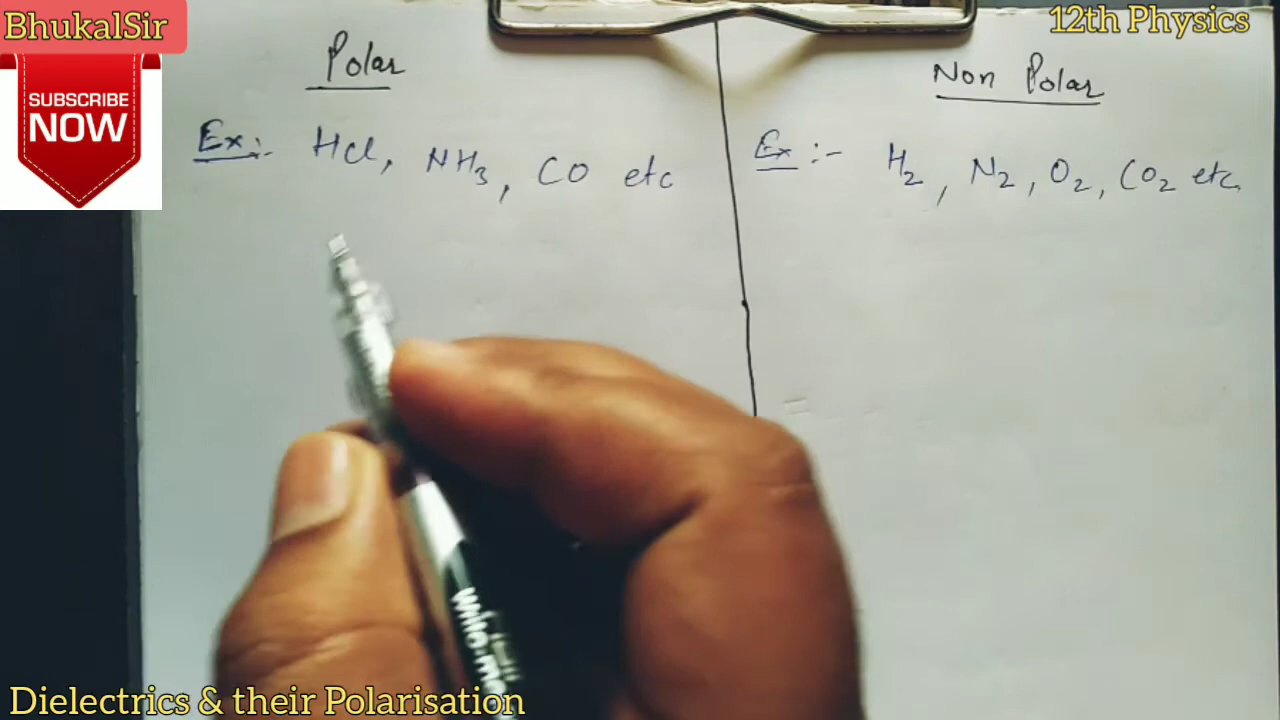 BhukalSir
12th Physics
SUBSCRIBE
NOW
Polar
Non Polar
Ex:- HCl, NH3, CO etc
Ex:- H2, N2, O2, CO2 etc.
Dielectrics & their Polarisation